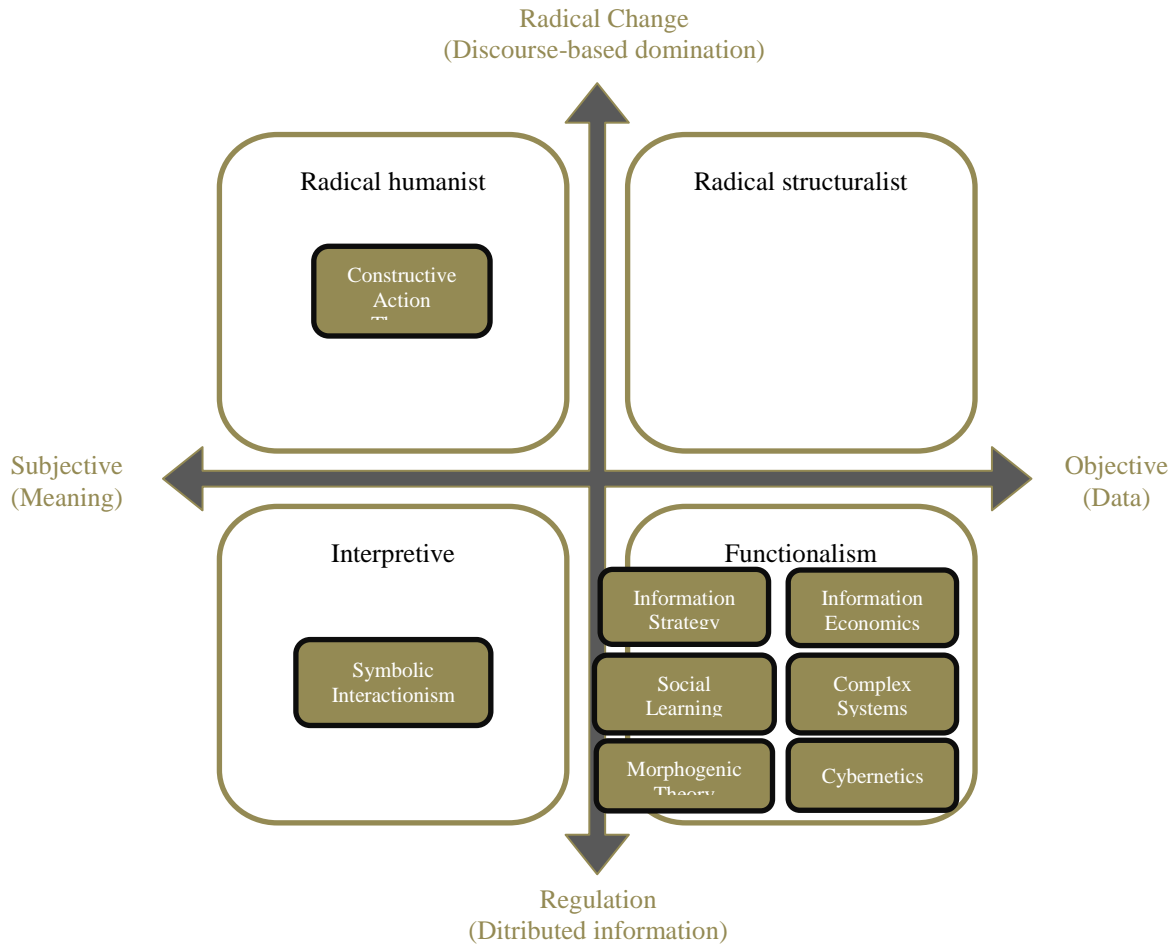 Radical Change
(Discourse-based domination)
Radical humanist
Radical structuralist
Constructive
Action
Subjective
(Meaning)
Objective
(Data)
Interpretive
Functionalism
Information
Strategy
Information
Economics
Symbolic
Interactionism
Social
Learning
Complex
Systems
Morphogenic
Theory
Cybernetics
Regulation
(Ditributed information)